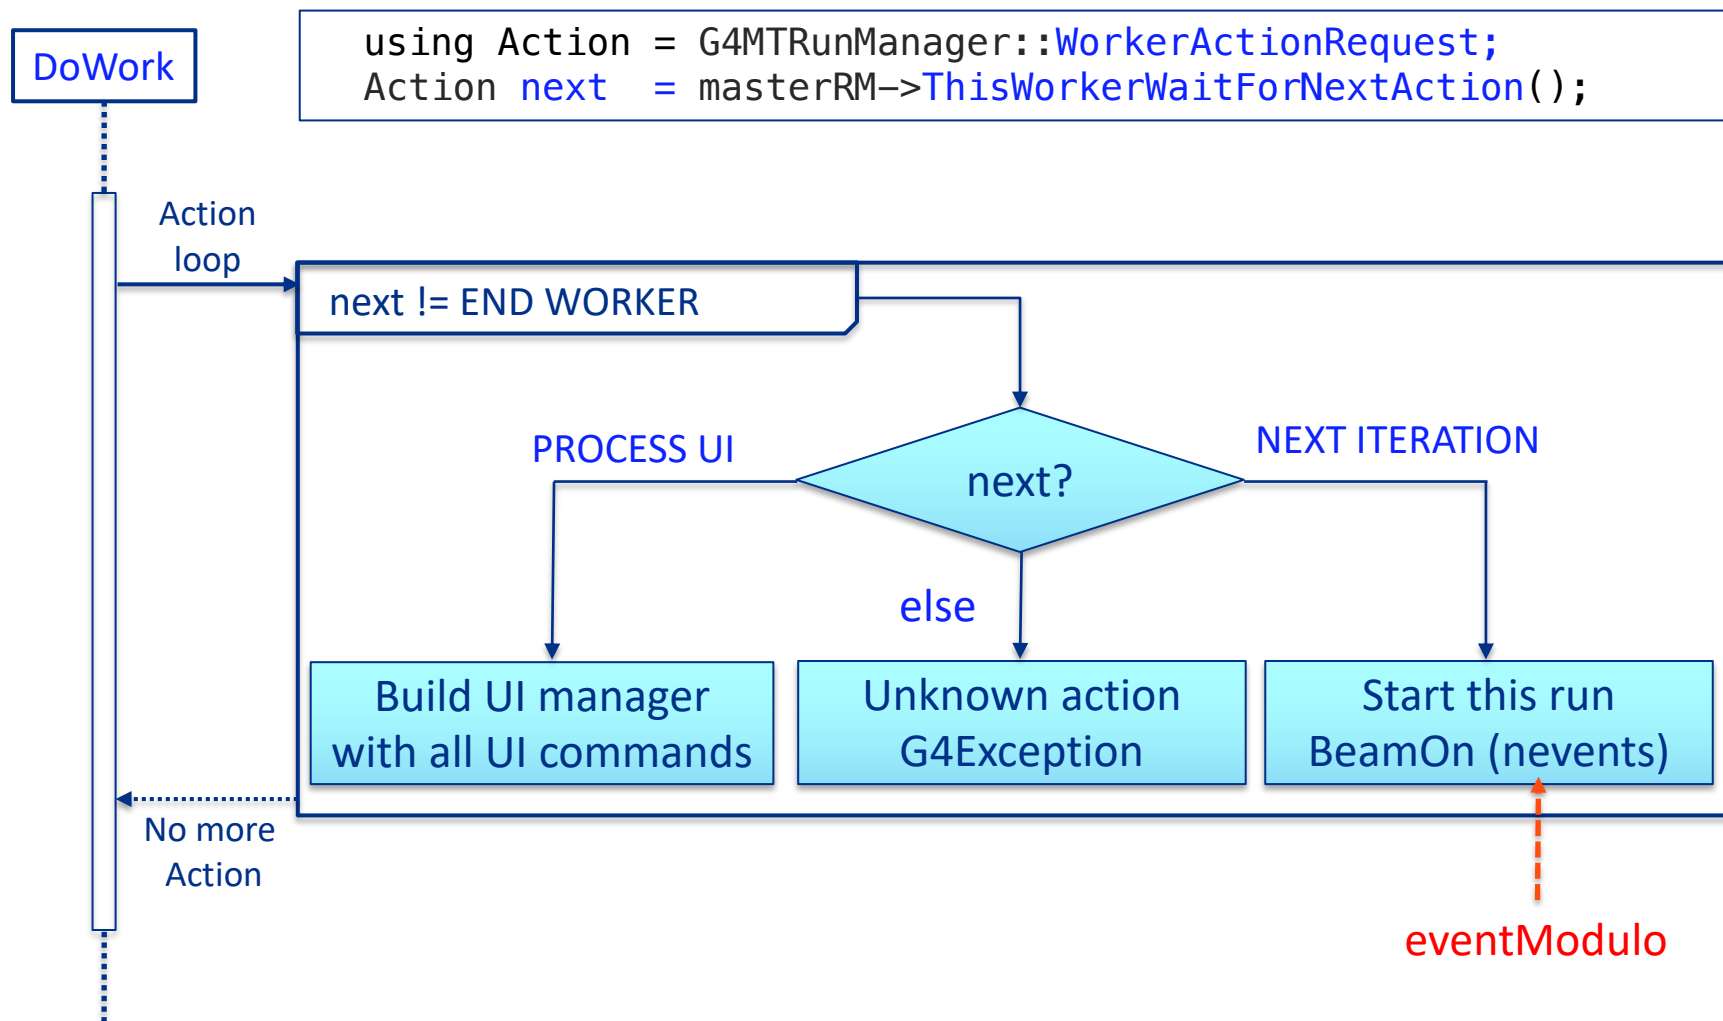 DoWork
using Action = G4MTRunManager::WorkerActionRequest;
Action next  = masterRM–>ThisWorkerWaitForNextAction();
Action
loop
next != END WORKER
PROCESS UI
next?
NEXT ITERATION
else
Build UI manager
with all UI commands
Unknown action
G4Exception
Start this run
BeamOn (nevents)
No more
Action
eventModulo